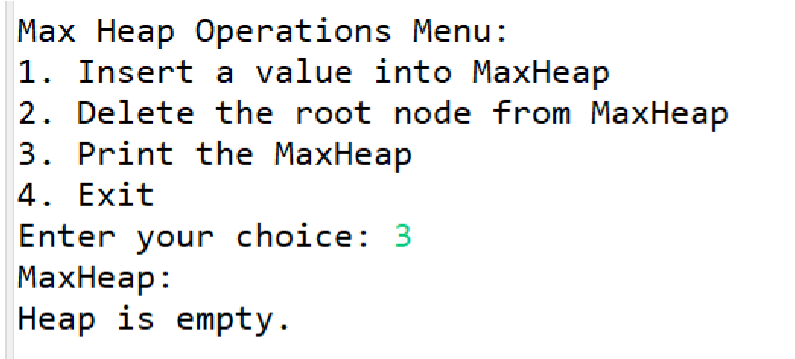 Max Heap Operations Menu:
1. Insert a value into MaxHeap
2. Delete the root node from MaxHeap
3. Print the MaxHeap
4. Exit
Enter your choice: 3
MaxHeap:
Heap is empty.